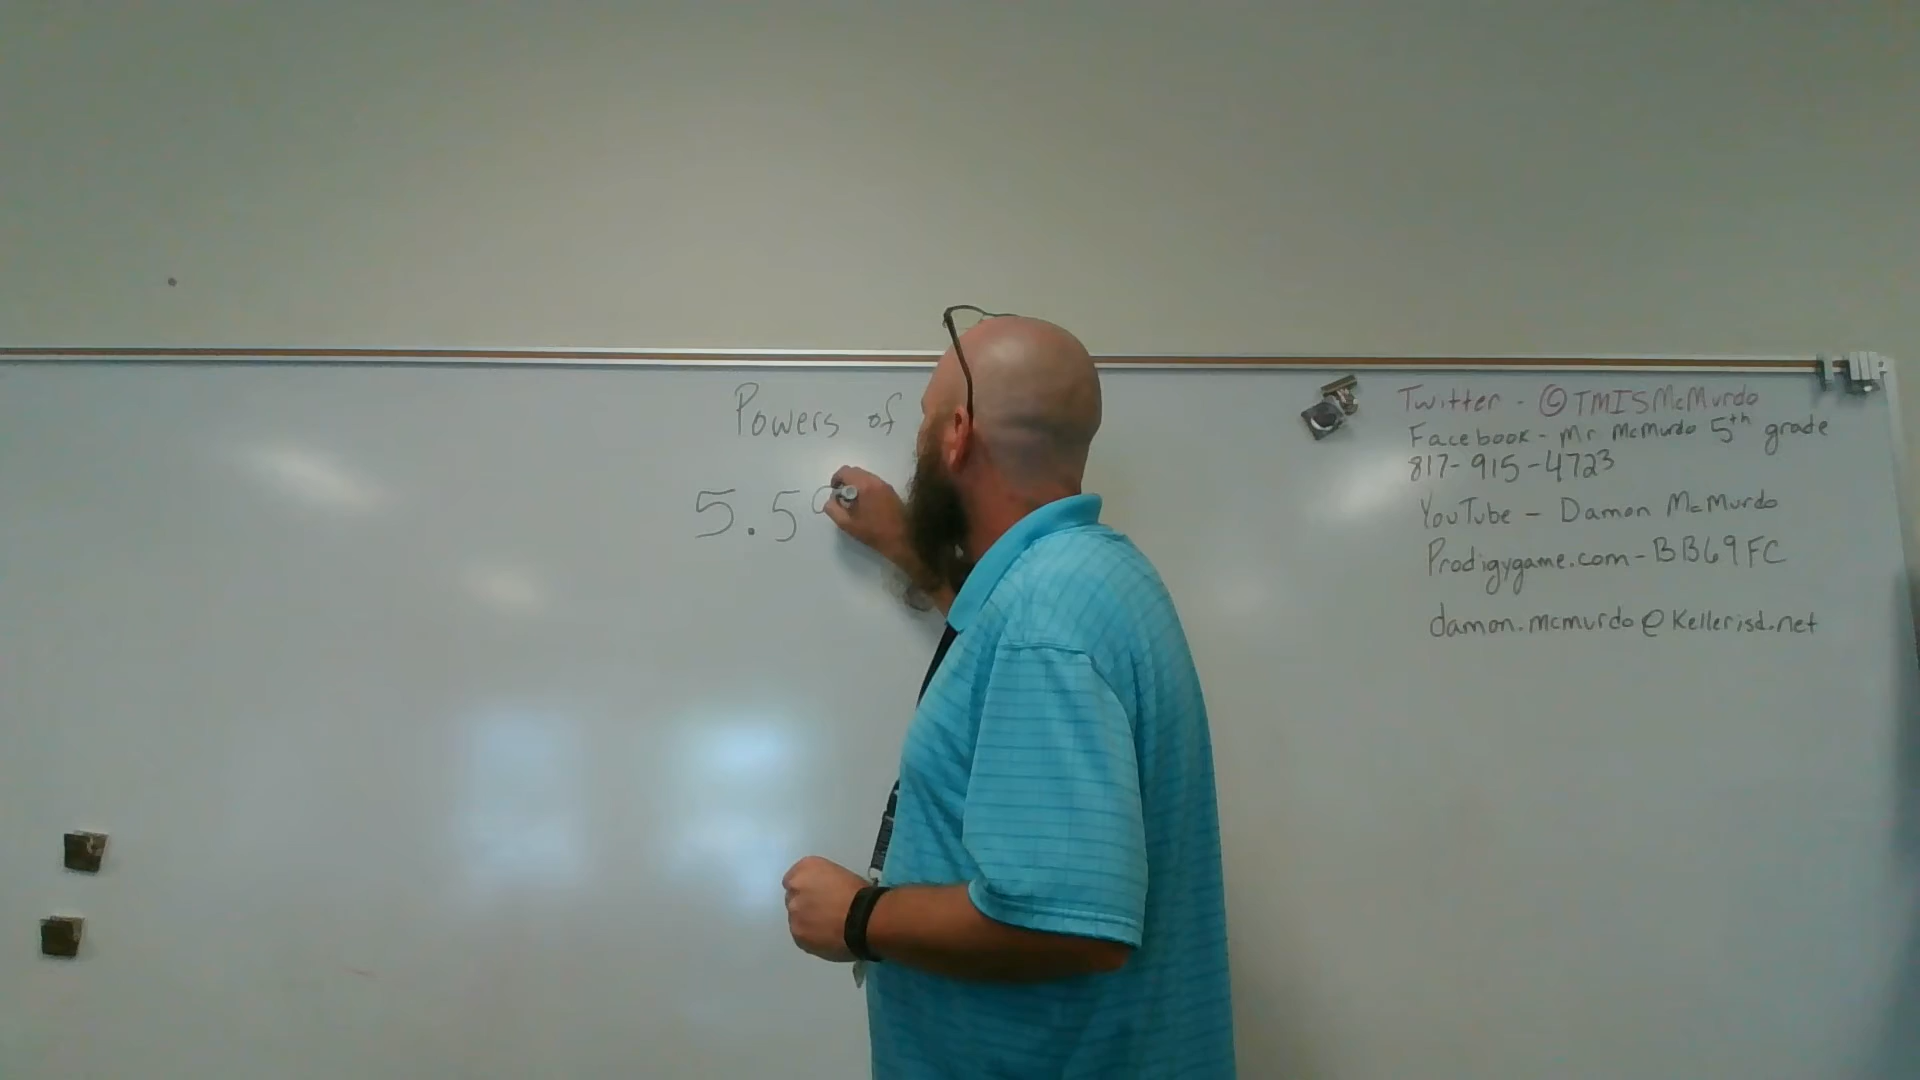 Powers of
5.5
Twitter - @TMISMcMurdo
Facebook - Mr McMurdo 5th grade
817-915-4723
YouTube - Damon McMurdo
Prodigygame.com - BB69FC
damon.mcmurdo@kellerisd.net